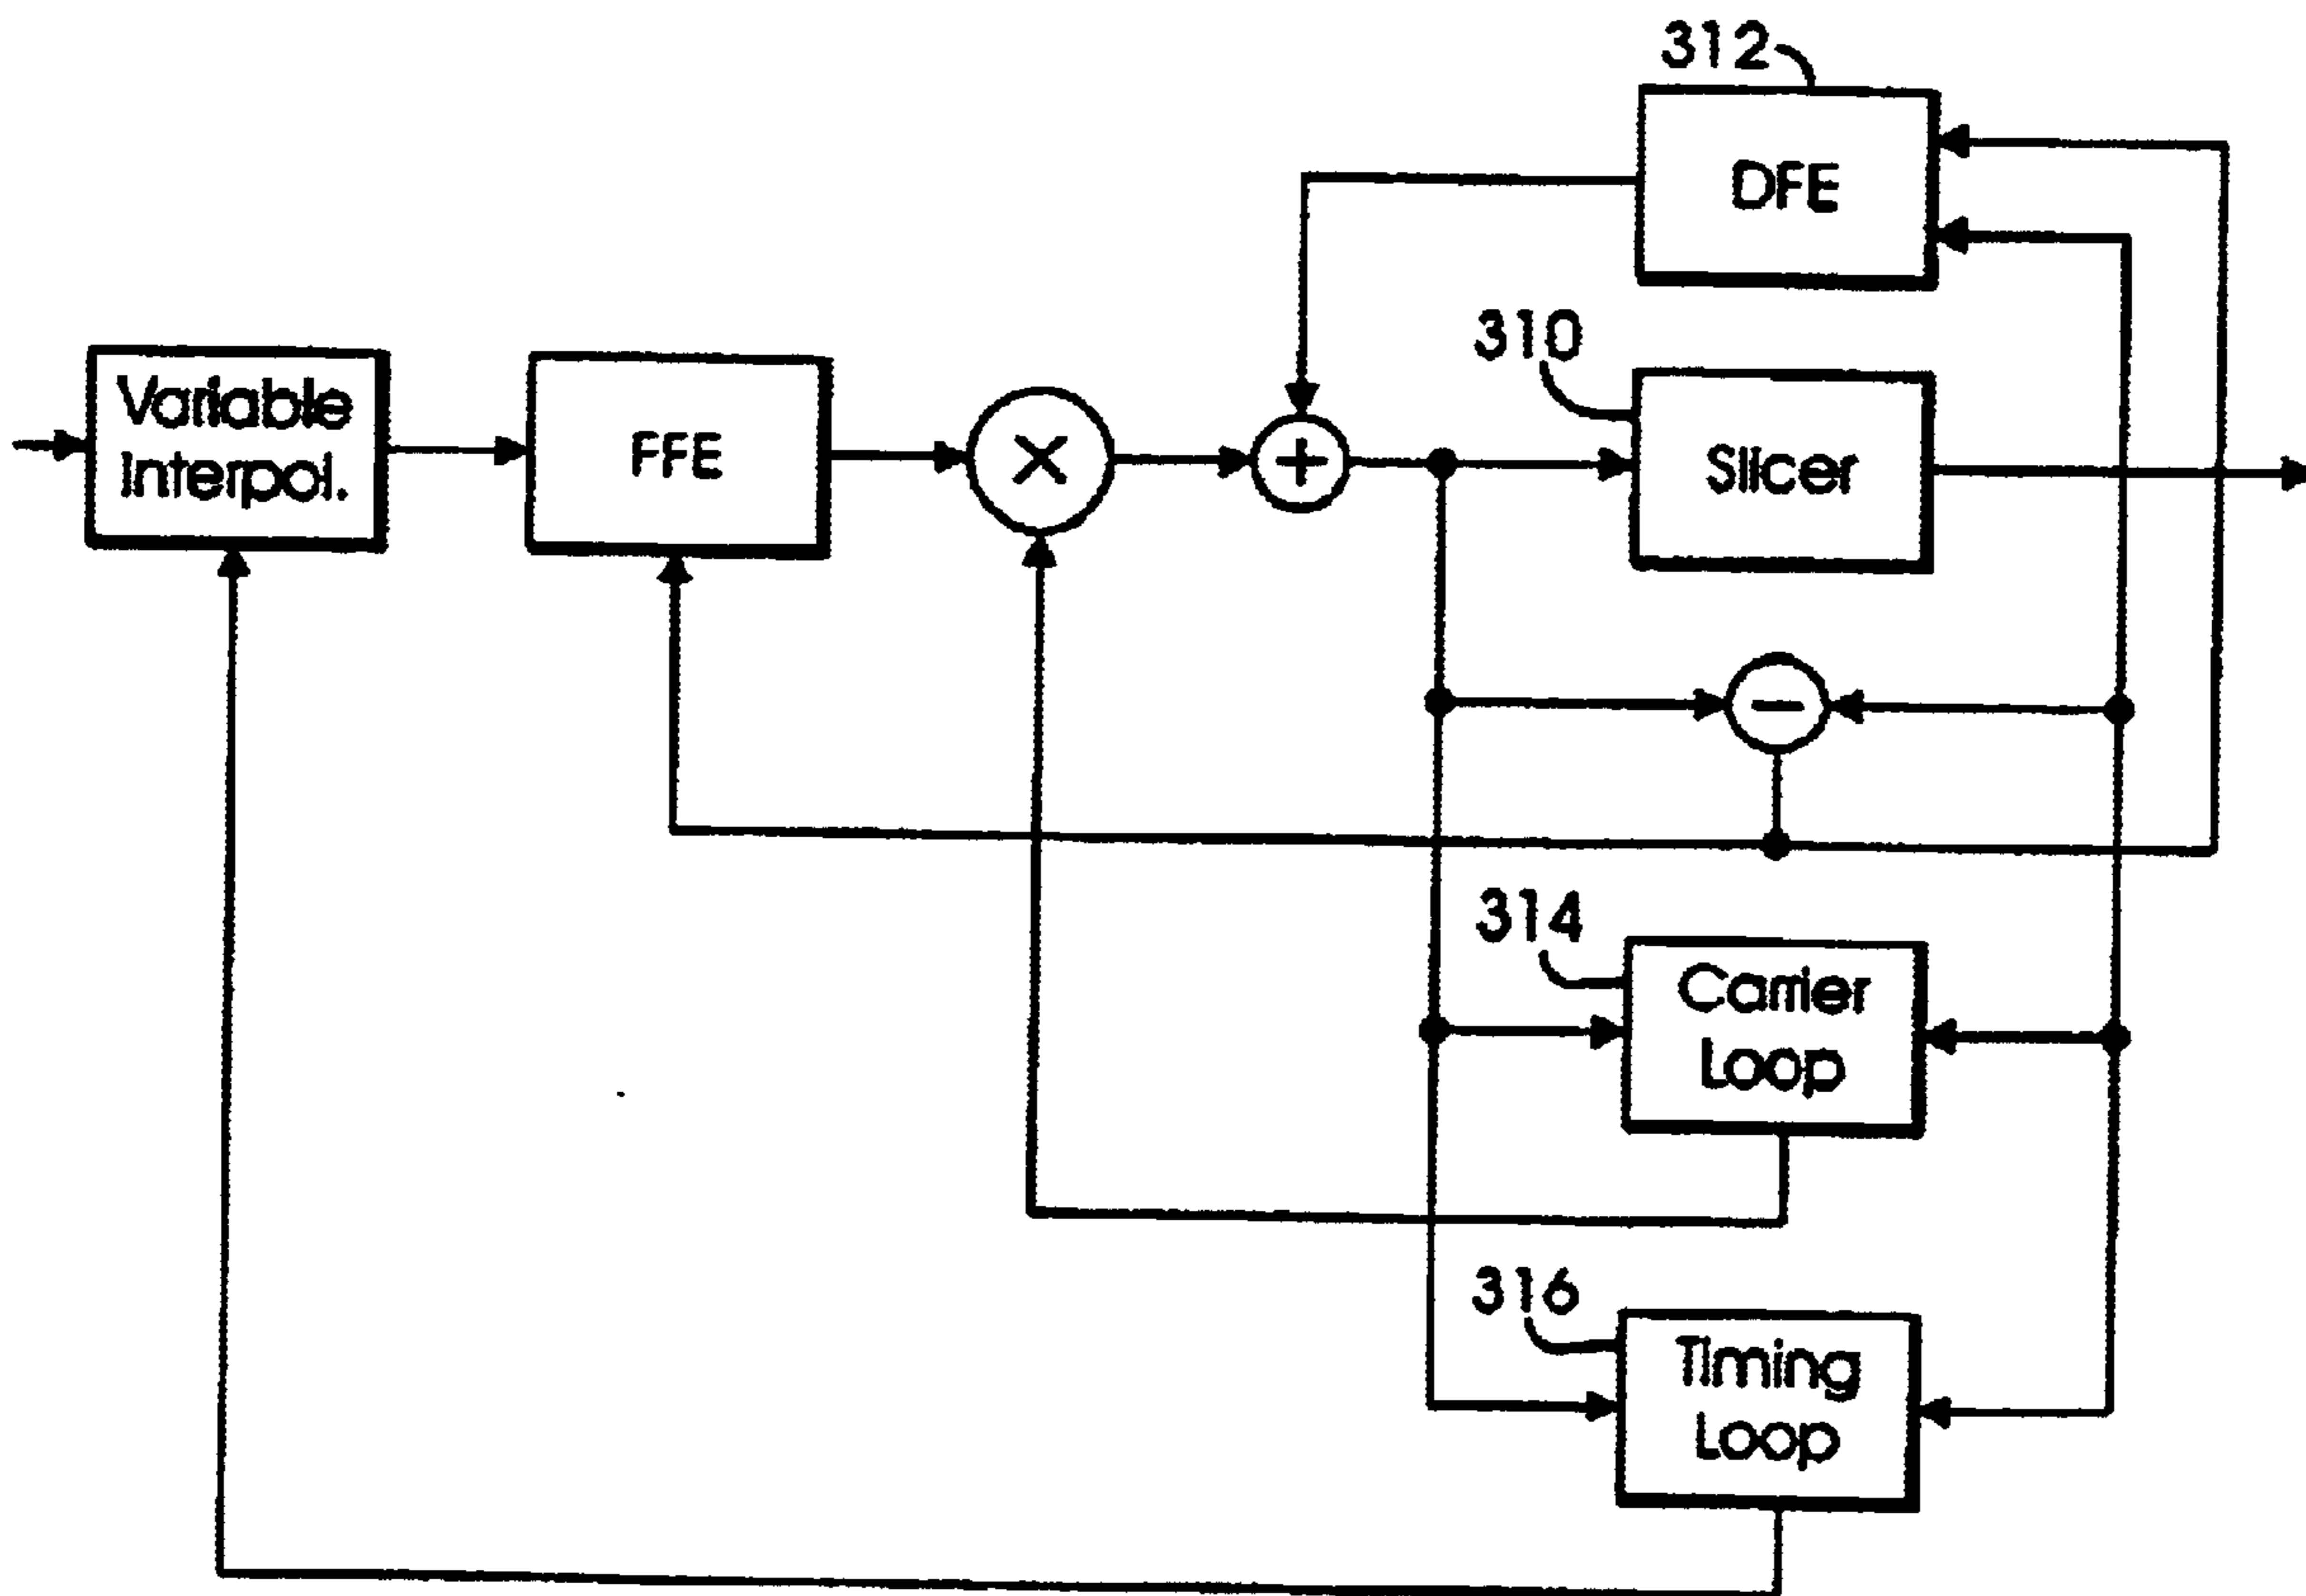 312
DFE
310
Variable
Interpol.
FFE
×
+
Slicer
−
314
Carrier
Loop
316
Timing
Loop